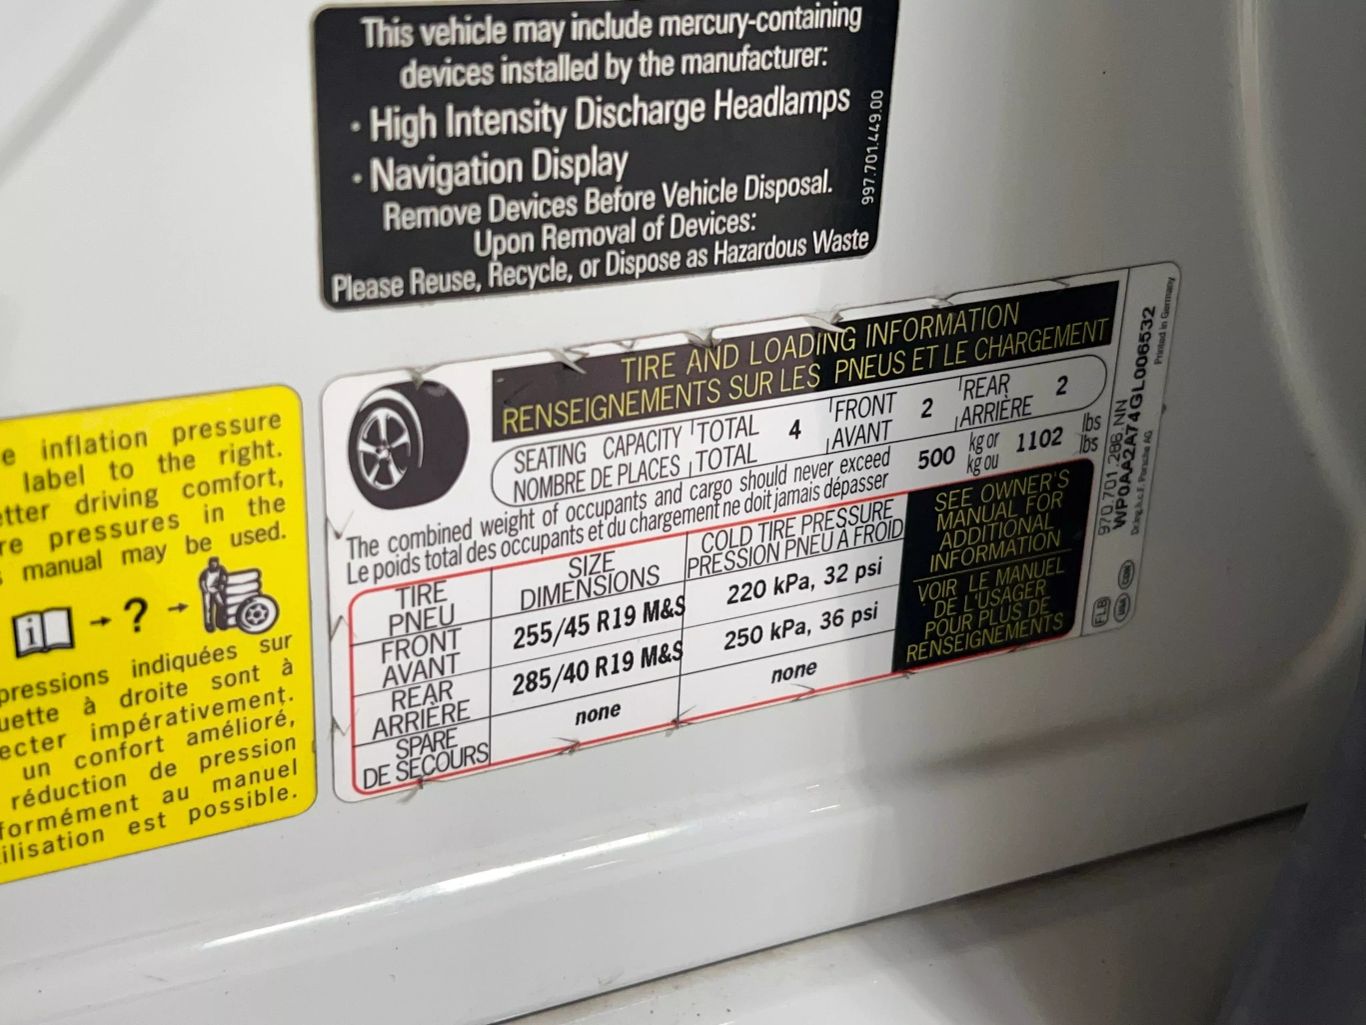 This vehicle may include mercury-containing
devices installed by the manufacturer:
· High Intensity Discharge Headlamps
· Navigation Display
Remove Devices Before Vehicle Disposal.
Upon Removal of Devices:
Please Reuse, Recycle, or Dispose as Hazardous Waste
997.701.449.00
e inflation pressure
label to the right.
etter driving comfort,
re pressures in the
manual may be used.
i → ? →
pressions indiquées sur
uette à droite sont à
ecter impérativement.
un confort amélioré,
réduction de pression
formément au manuel
ilisation est possible.
TIRE AND LOADING INFORMATION
RENSEIGNEMENTS SUR LES PNEUS ET LE CHARGEMENT
SEATING CAPACITY TOTAL 4 FRONT 2 REAR 2
NOMBRE DE PLACES TOTAL AVANT ARRIÈRE
The combined weight of occupants and cargo should never exceed 500 kg or 1102 lbs
Le poids total des occupants et du chargement ne doit jamais dépasser kg ou lbs
TIRE SIZE COLD TIRE PRESSURE
PNEU DIMENSIONS PRESSION PNEU A FROID
FRONT 255/45 R19 M&S 220 kPa, 32 psi
AVANT
REAR 285/40 R19 M&S 250 kPa, 36 psi
ARRIÈRE
SPARE none none
DE SECOURS
SEE OWNER'S
MANUAL FOR
ADDITIONAL
INFORMATION
VOIR LE MANUEL
DE L'USAGER
POUR PLUS DE
RENSEIGNEMENTS
970.701.286.NN
WP0AA2A74GL006532
Dr.Ing.h.c.F. Porsche AG
Printed in Germany
FLB
USA
CDN